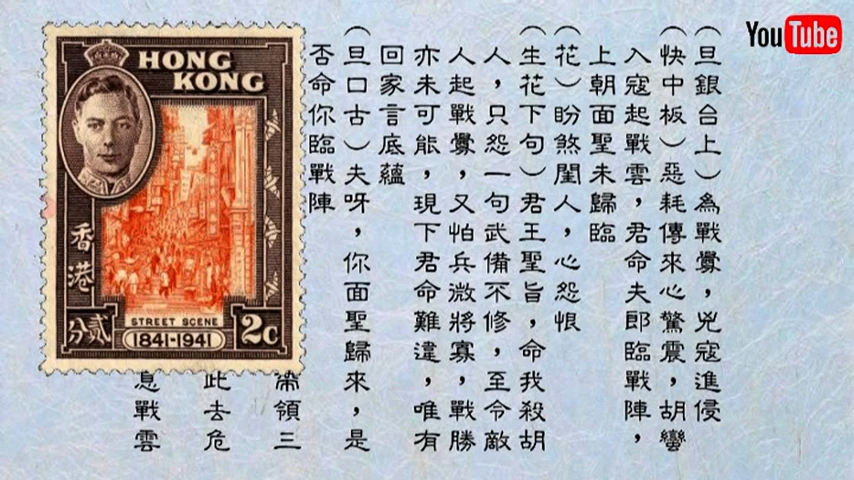 YouTube
（旦銀台上）為戰釁，兇寇進侵
（快中板）惡耗傳來心驚震，胡蠻
入寇起戰雲，君命夫郎臨戰陣，
上朝面聖未歸臨
（花）盼煞閨人，心怨恨
（生花下句）君王聖旨，命我殺胡
人，只怨一句武備不修，至令敵
人起戰釁，又怕兵微將寡，戰勝
亦未可能，現下君命難違，唯有
回家言底蘊
（旦口古）夫呀，你面聖歸來，是
否命你臨戰陣
領三
此去危
息戰雲
HONG
KONG
香港
分貳
STREET SCENE
1841-1941
2c